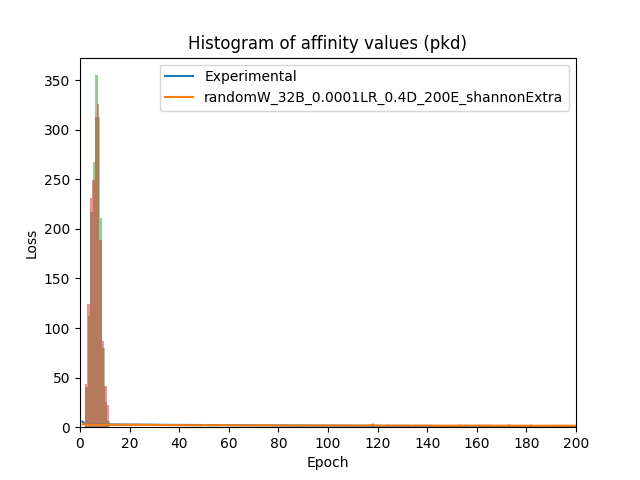 Histogram of affinity values (pkd)
Experimental
randomW_32B_0.0001LR_0.4D_200E_shannonExtra
350
300
250
200
150
100
50
0
Loss
0 20 40 60 80 100 120 140 160 180 200
Epoch